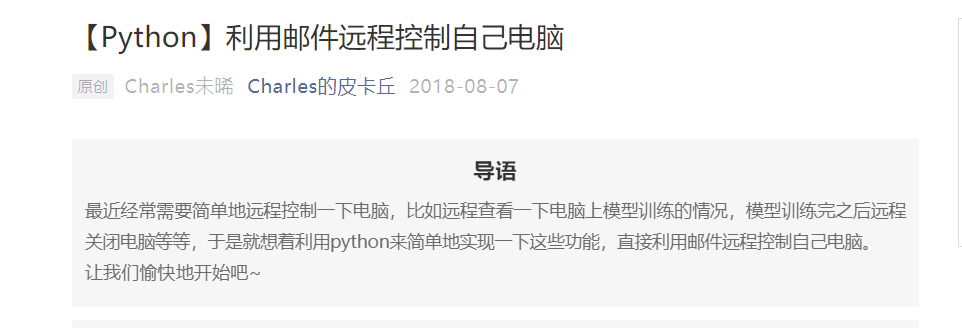 【Python】利用邮件远程控制自己电脑
原创 Charles未晞 Charles的皮卡丘 2018-08-07
导语
最近经常需要简单地远程控制一下电脑，比如远程查看一下电脑上模型训练的情况，模型训练完之后远程
关闭电脑等等，于是就想着利用python来简单地实现一下这些功能，直接利用邮件远程控制自己电脑。
让我们愉快地开始吧~